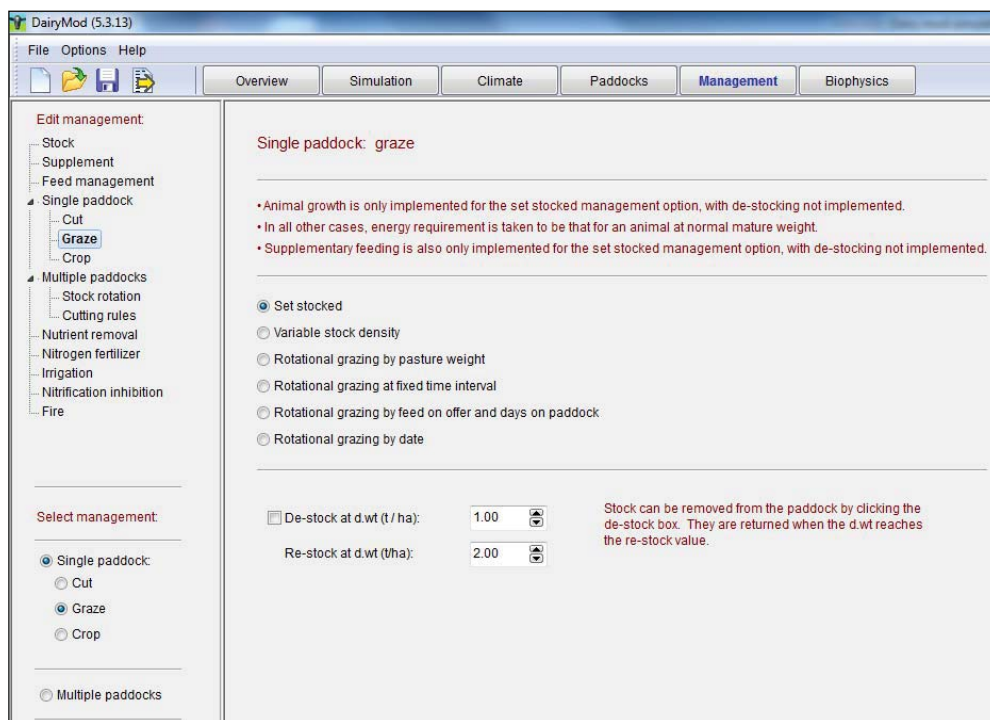 DairyMod (5.3.13)
File Options Help
Overview Simulation Climate Paddocks Management Biophysics
Edit management:
Stock
Supplement
Feed management
Single paddock
Cut
Graze
Crop
Multiple paddocks
Stock rotation
Cutting rules
Nutrient removal
Nitrogen fertilizer
Irrigation
Nitrification inhibition
Fire
Select management:
Single paddock:
Cut
Graze
Crop
Multiple paddocks
Single paddock: graze
• Animal growth is only implemented for the set stocked management option, with de-stocking not implemented.
• In all other cases, energy requirement is taken to be that for an animal at normal mature weight.
• Supplementary feeding is also only implemented for the set stocked management option, with de-stocking not implemented.
Set stocked
Variable stock density
Rotational grazing by pasture weight
Rotational grazing at fixed time interval
Rotational grazing by feed on offer and days on paddock
Rotational grazing by date
De-stock at d.wt (t / ha): 1.00
Re-stock at d.wt (t/ha): 2.00
Stock can be removed from the paddock by clicking the
de-stock box. They are returned when the d.wt reaches
the re-stock value.